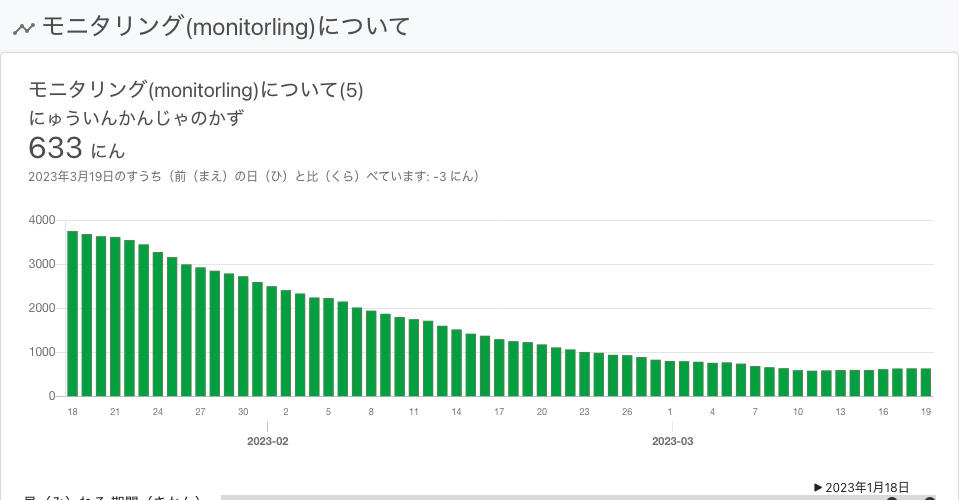 モニタリング(monitorling)について
モニタリング(monitorling)について(5)
にゅういんかんじゃのかず
633 にん
2023年3月19日のすうち（前（まえ）の日（ひ）と比（くら）べています: -3 にん）
4000
3000
2000
1000
0
18 21 24 27 30 2 5 8 11 14 17 20 23 26 1 4 7 10 13 16 19
2023-02 2023-03
▶ 2023年1月18日